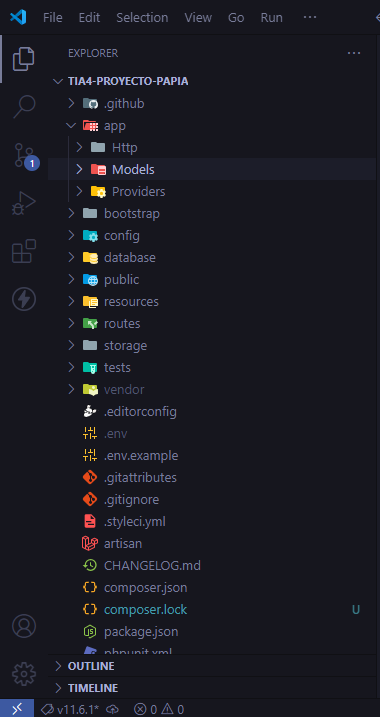 File Edit Selection View Go Run ···
EXPLORER ···
TIA4-PROYECTO-PAPIA
.github
app
Http
Models
Providers
bootstrap
config
database
public
resources
routes
storage
tests
vendor
.editorconfig
.env
.env.example
.gitattributes
.gitignore
.styleci.yml
artisan
CHANGELOG.md
composer.json
composer.lock U
package.json
phpunit.xml
OUTLINE
TIMELINE
1
v11.6.1* 0 0